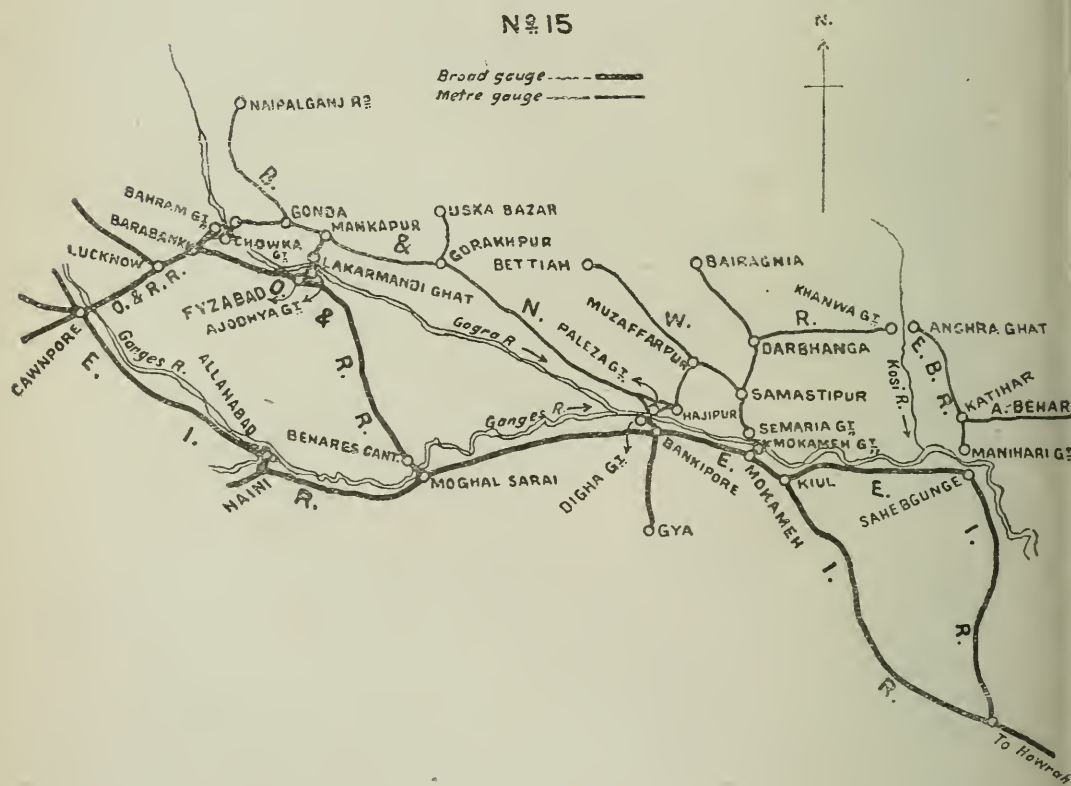 Nº 15
N.
Broad gauge
Metre gauge
NAIPALGANJ RD
B.
BAHRAM GT
GONDA
USKA BAZAR
MANKAPUR
BARABANKI
CHOWKA GT
&
GORAKHPUR
LUCKNOW
LAKARMANDI GHAT
BETTIAH
BAIRAGNIA
O. & R. R.
FYZABAD
O.
AJODHYA GT
&
N.
W.
R.
KHANWA GT
ANCHRA GHAT
CAWNPORE
Gogra R.
MUZAFFARPUR
DARBHANGA
E. B. R.
E.
Ganges R.
R.
PALEZA GT
KOSI R.
KATIHAR
ALLAHABAD
SAMASTIPUR
A.-BEHAR
I.
R.
Ganges R.
HAJIPUR
SEMARIA GT
BENARES CANT.
MOKAMEH GT
MANIHARI GT
BANKIPORE
E.
NAINI
R.
MOGHAL SARAI
DIGHA GT
MOKAMEH
KIUL
E.
SAHEBGUNGE
GYA
I.
I.
R.
R.
To Howrah